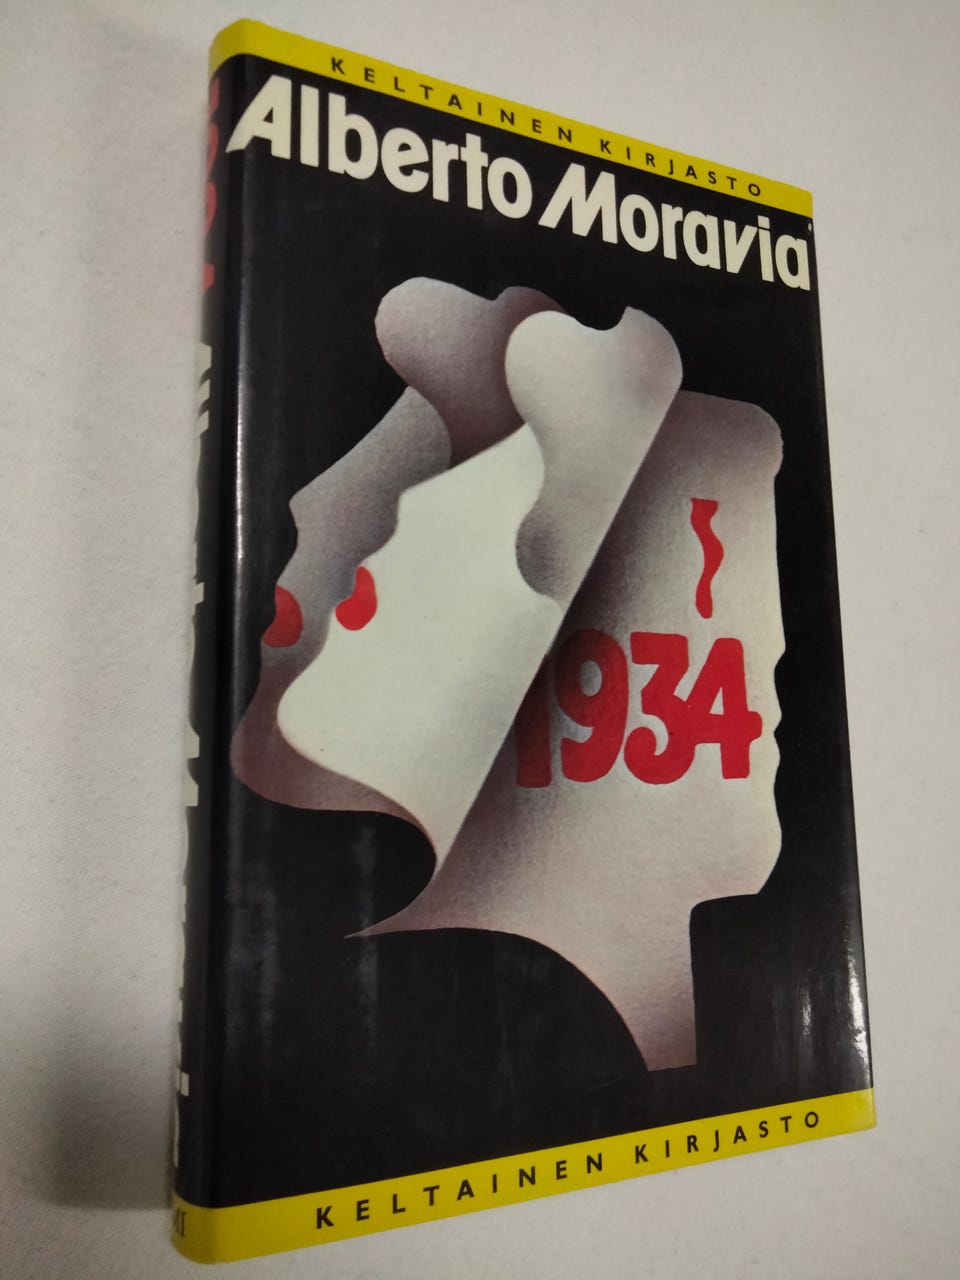 KELTAINEN KIRJASTO
Alberto Moravia
1934
KELTAINEN KIRJASTO